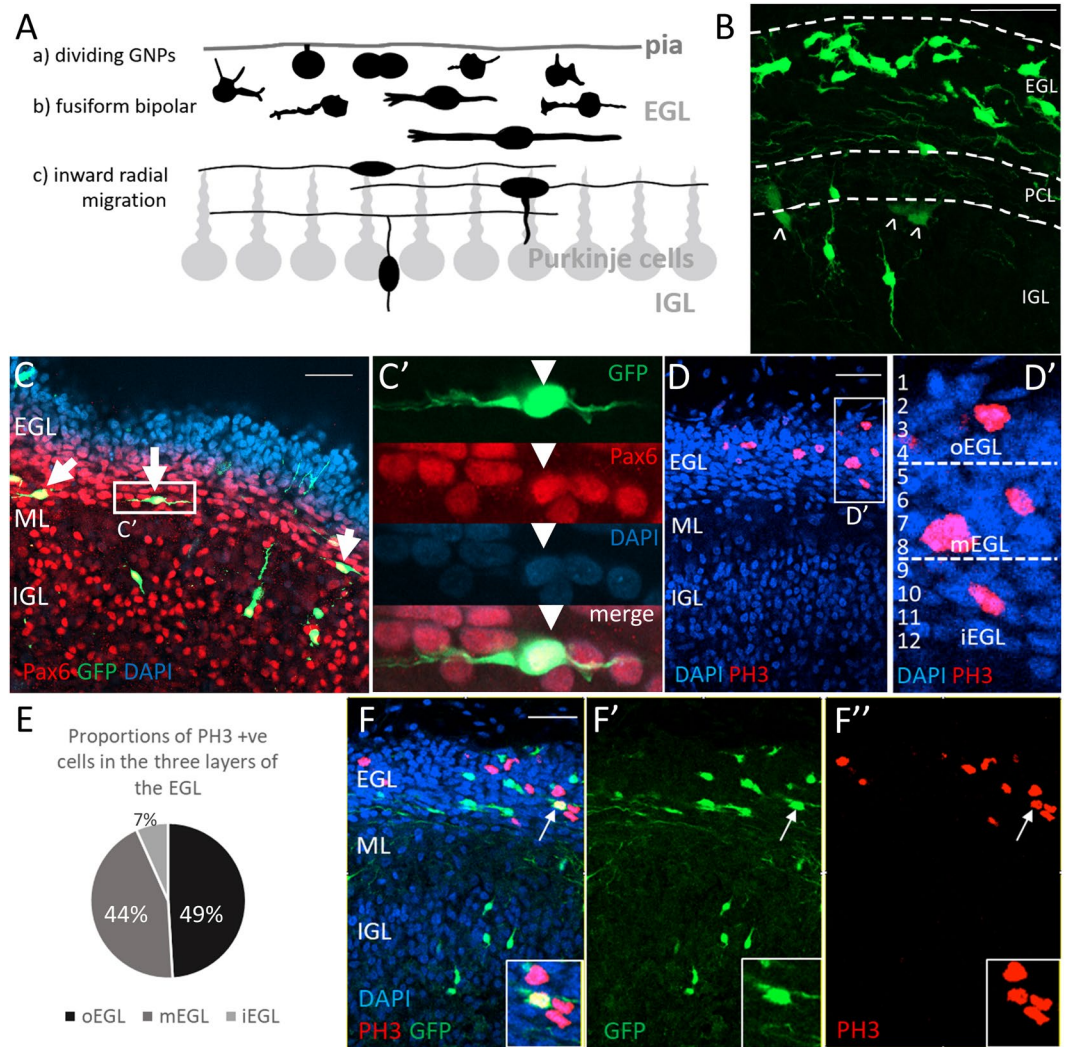 A
a) dividing GNPs
pia
b) fusiform bipolar
EGL
c) inward radial
migration
Purkinje cells
IGL
B
EGL
PCL
^
^ ^
IGL
C
EGL
ML
C’
IGL
Pax6 GFP DAPI
C’
GFP
Pax6
DAPI
merge
D
EGL
D’
ML
IGL
DAPI PH3
D’
1
2
3
oEGL
4
5
6
7
mEGL
8
9
10
11
iEGL
12
DAPI PH3
E
Proportions of PH3 +ve
cells in the three layers of
the EGL
7%
44%
49%
oEGL mEGL iEGL
F
EGL
ML
IGL
DAPI
PH3 GFP
F’
GFP
F’’
PH3